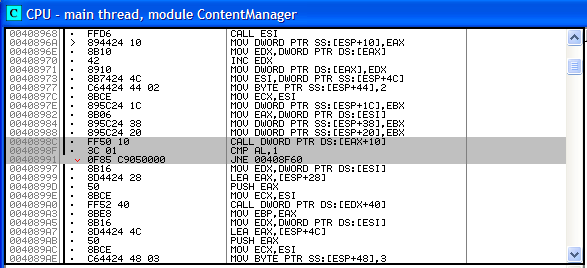 C CPU - main thread, module ContentManager
00408968 · FFD6 CALL ESI
0040896A > 894424 10 MOV DWORD PTR SS:[ESP+10],EAX
0040896E · 8B10 MOV EDX,DWORD PTR DS:[EAX]
00408970 · 42 INC EDX
00408971 · 8910 MOV DWORD PTR DS:[EAX],EDX
00408973 · 8B7424 4C MOV ESI,DWORD PTR SS:[ESP+4C]
00408977 · C64424 44 02 MOV BYTE PTR SS:[ESP+44],2
0040897C · 8BCE MOV ECX,ESI
0040897E · 895C24 1C MOV DWORD PTR SS:[ESP+1C],EBX
00408982 · 8B06 MOV EAX,DWORD PTR DS:[ESI]
00408984 · 895C24 38 MOV DWORD PTR SS:[ESP+38],EBX
00408988 · 895C24 20 MOV DWORD PTR SS:[ESP+20],EBX
0040898C · FF50 10 CALL DWORD PTR DS:[EAX+10]
0040898F · 3C 01 CMP AL,1
00408991 · 0F85 C9050000 JNE 00408F60
00408997 · 8B16 MOV EDX,DWORD PTR DS:[ESI]
00408999 · 8D4424 28 LEA EAX,[ESP+28]
0040899D · 50 PUSH EAX
0040899E · 8BCE MOV ECX,ESI
004089A0 · FF52 40 CALL DWORD PTR DS:[EDX+40]
004089A3 · 8BE8 MOV EBP,EAX
004089A5 · 8B16 MOV EDX,DWORD PTR DS:[ESI]
004089A7 · 8D4424 4C LEA EAX,[ESP+4C]
004089AB · 50 PUSH EAX
004089AC · 8BCE MOV ECX,ESI
004089AE · C64424 48 03 MOV BYTE PTR SS:[ESP+48],3